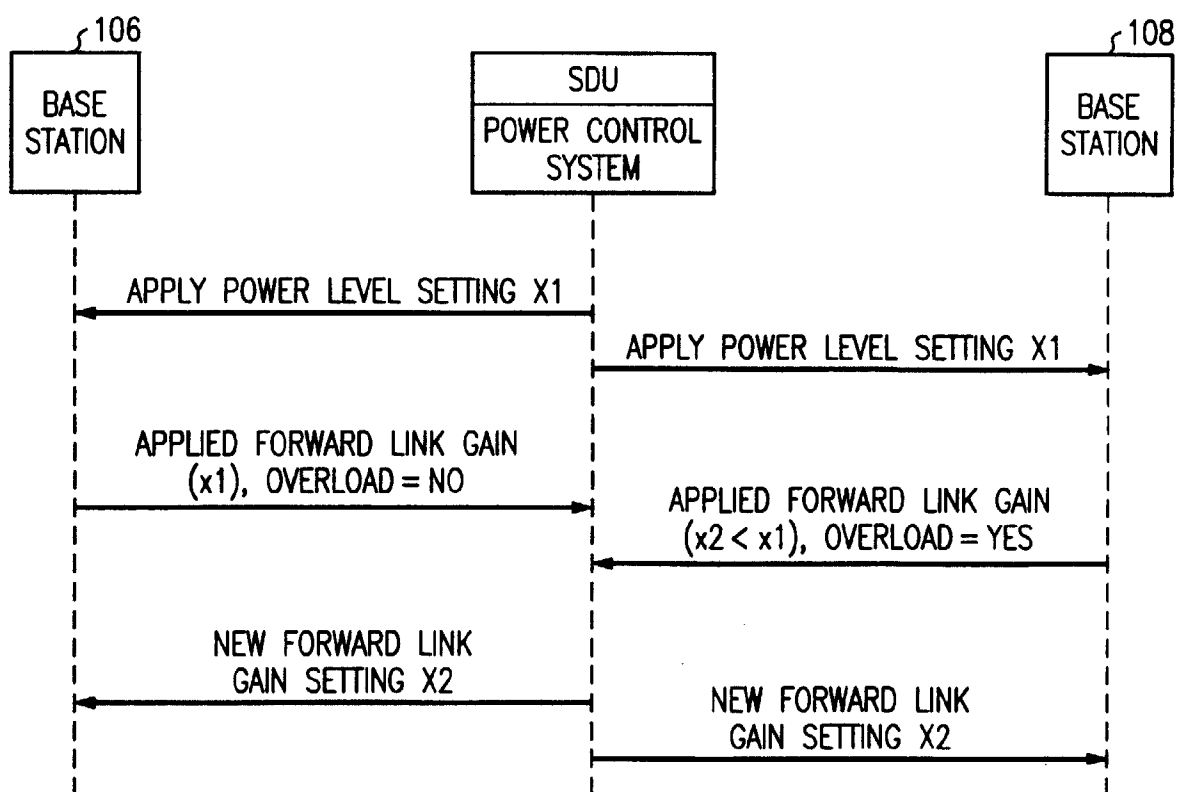 106
108
BASE
STATION
SDU
POWER CONTROL
SYSTEM
BASE
STATION
APPLY POWER LEVEL SETTING X1
APPLY POWER LEVEL SETTING X1
APPLIED FORWARD LINK GAIN
(x1), OVERLOAD = NO
APPLIED FORWARD LINK GAIN
(x2 < x1), OVERLOAD = YES
NEW FORWARD LINK
GAIN SETTING X2
NEW FORWARD LINK
GAIN SETTING X2